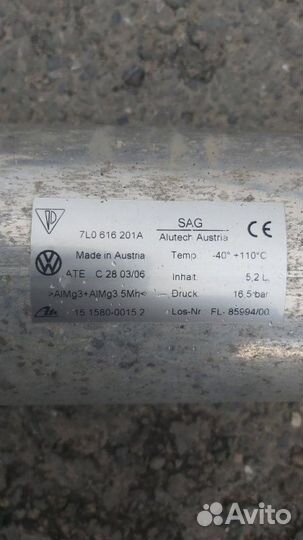 7L0 616 201A
SAG
Alutech Austria
CE
Made in Austria
Temp -40° +110°C
ATE C 28 03/06
Inhalt 5,2 L
>AlMg3+AlMg3.5Mn<
Druck 16,5 bar
15.1580-0015.2
Los-Nr FL- 85994/00
Avito